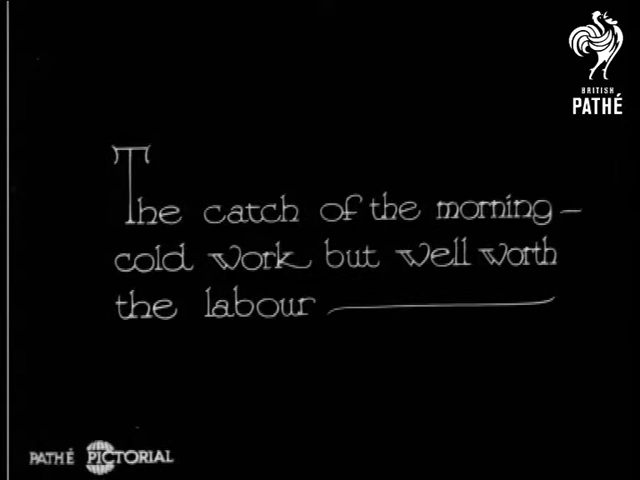 BRITISH
PATHÉ
The catch of the morning —
cold work but well worth
the labour
PATHÉ PICTORIAL